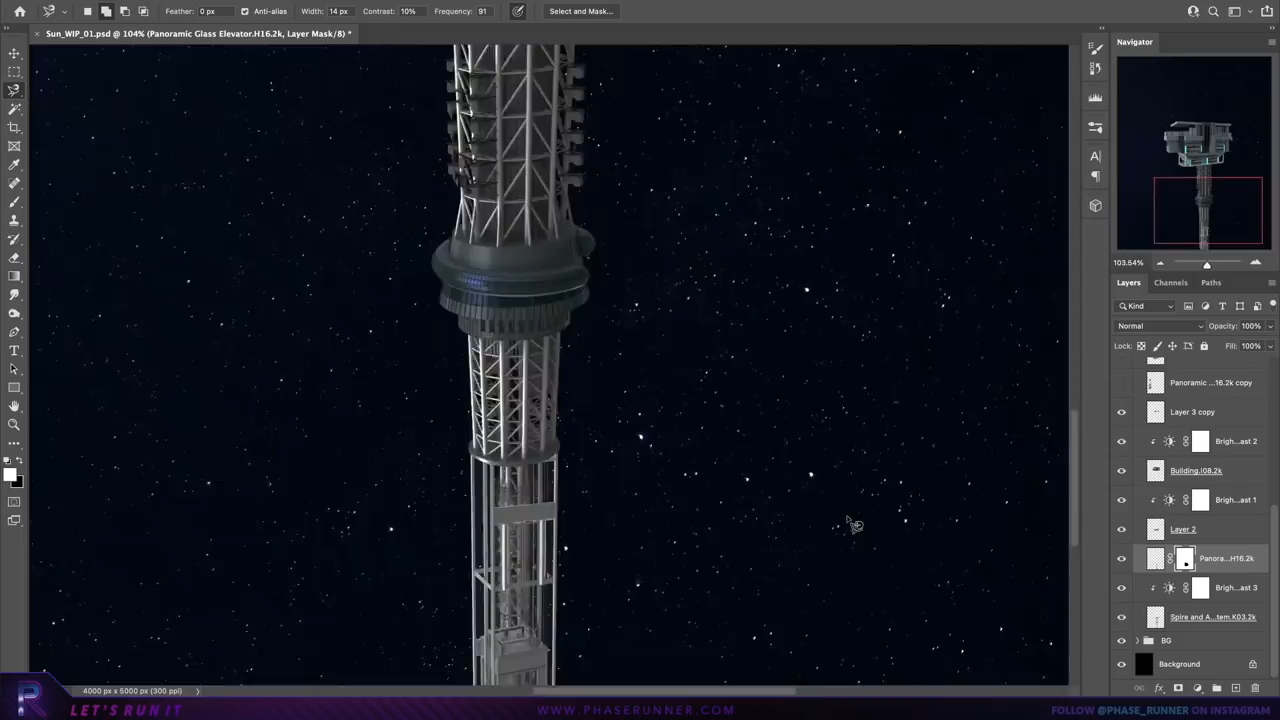 Feather: 0 px Anti-alias Width: 14 px Contrast: 10% Frequency: 91 Select and Mask...
Sun_WIP_01.psd @ 104% (Panoramic Glass Elevator.H16.2k, Layer Mask/8) *
Navigator
103.54%
Layers Channels Paths
Kind
Normal Opacity: 100%
Lock: Fill: 100%
Panoramic ...16.2k copy
Layer 3 copy
Brigh...ast 2
Building.I08.2k
Brigh...ast 1
Layer 2
Panora...H16.2k
Brigh...ast 3
Spire and A...tem.K03.2k
BG
Background
4000 px x 5000 px (300 ppi)
R
LET'S RUN IT
WWW.PHASERUNNER.COM
FOLLOW @PHASE_RUNNER ON INSTAGRAM